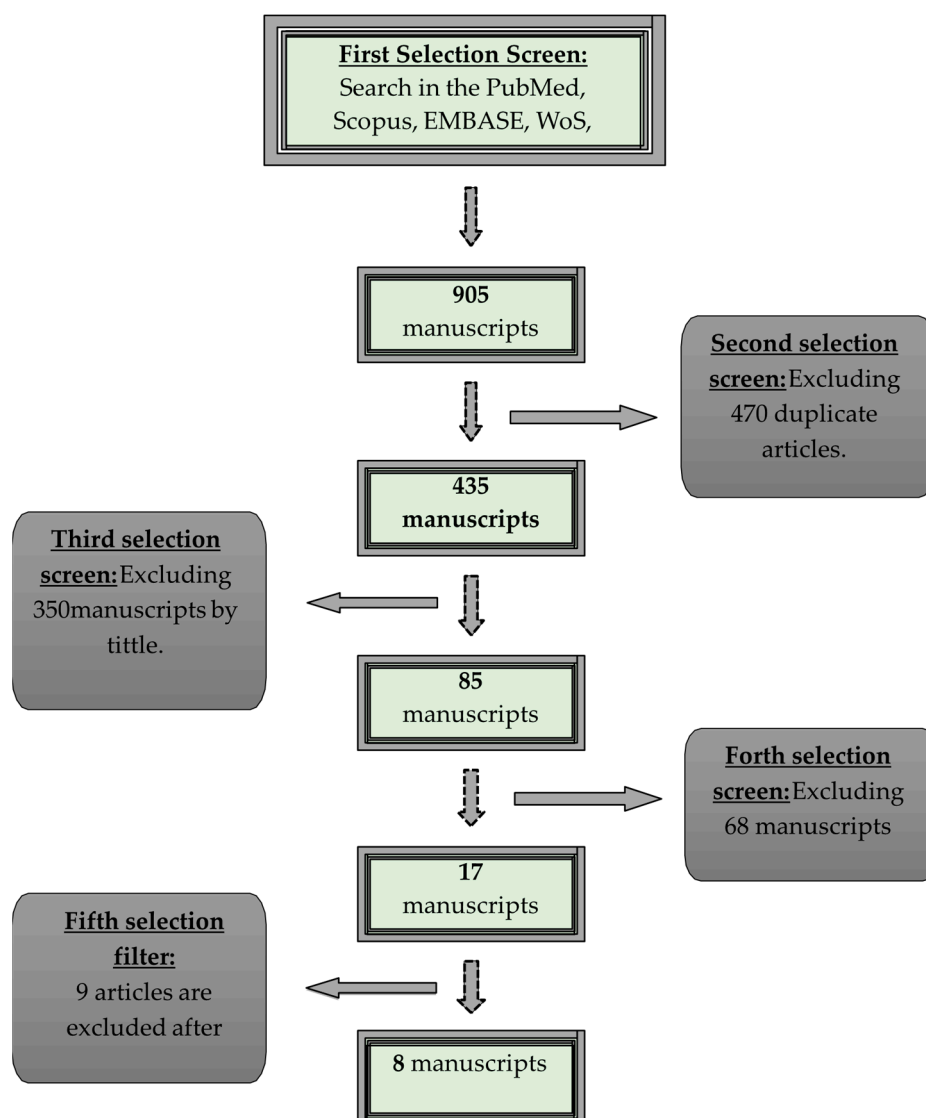 First Selection Screen:
Search in the PubMed,
Scopus, EMBASE, WoS,
905
manuscripts
Second selection
screen: Excluding
470 duplicate
articles.
435
manuscripts
Third selection
screen: Excluding
350manuscripts by
tittle.
85
manuscripts
Forth selection
screen: Excluding
68 manuscripts
17
manuscripts
Fifth selection
filter:
9 articles are
excluded after
8 manuscripts